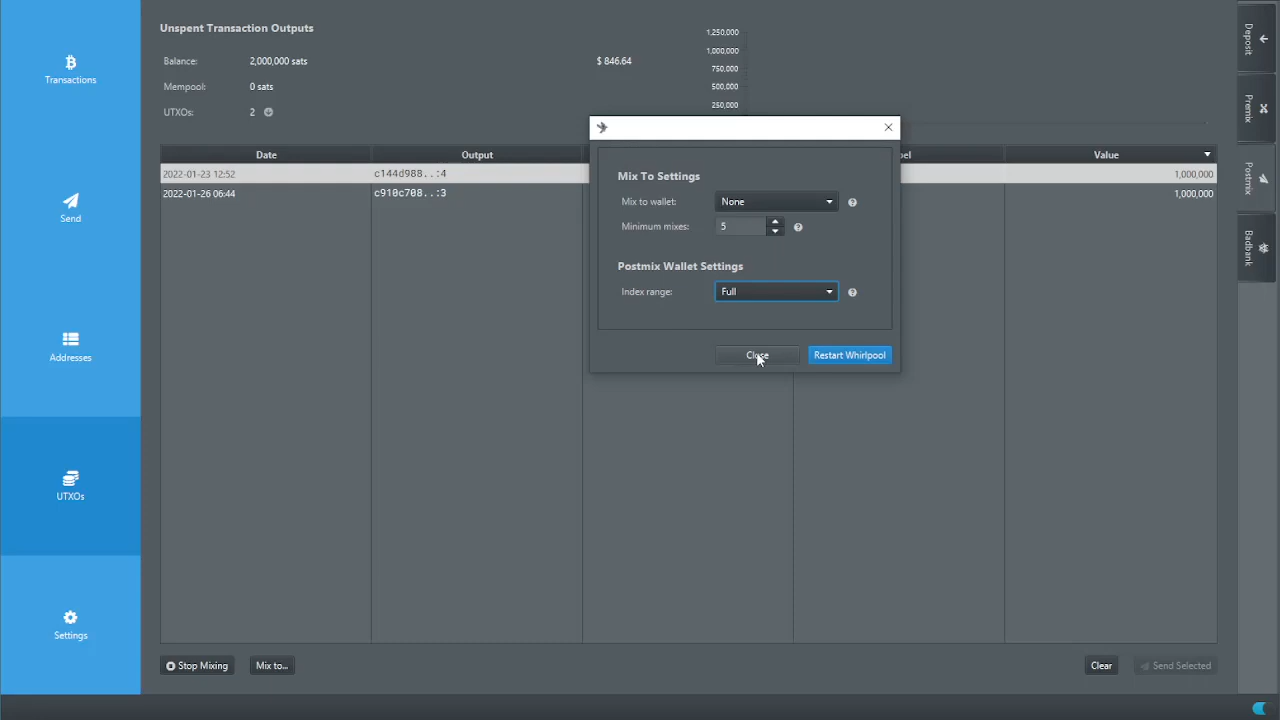 Transactions
Send
Addresses
UTXOs
Settings
Unspent Transaction Outputs
Balance: 2,000,000 sats $ 846.64
Mempool: 0 sats
UTXOs: 2
1,250,000
1,000,000
750,000
500,000
250,000
Date Output Value
2022-01-23 12:52 c144d988..:4 1,000,000
2022-01-26 06:44 c910c708..:3 1,000,000
Mix To Settings
Mix to wallet: None
Minimum mixes: 5
Postmix Wallet Settings
Index range: Full
Close Restart Whirlpool
Stop Mixing Mix to... Clear Send Selected
Deposit
Premix
Postmix
Badbank